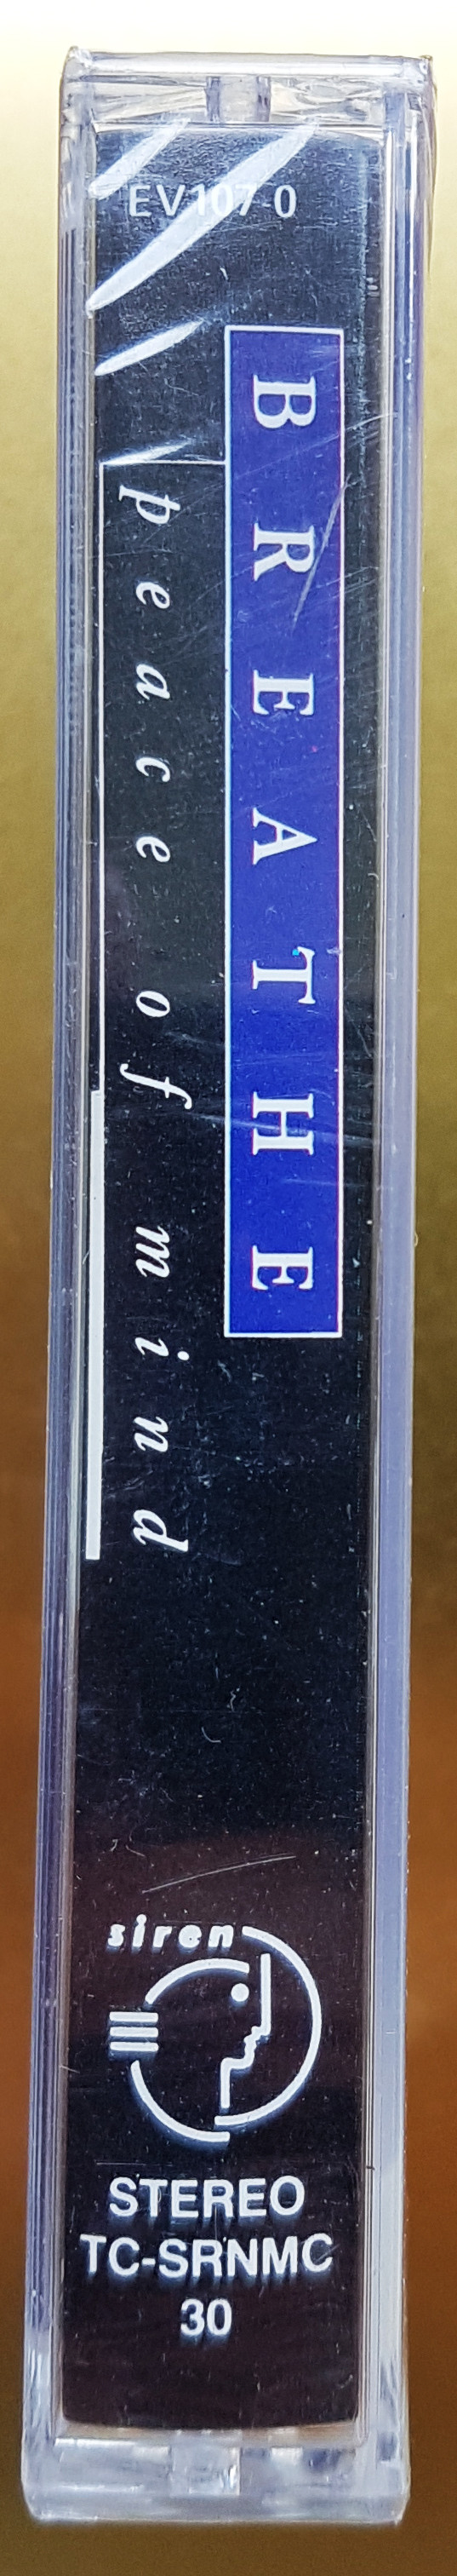 EV107-0
BREATHE
peace of mind
siren
STEREO
TC-SRNMC
30